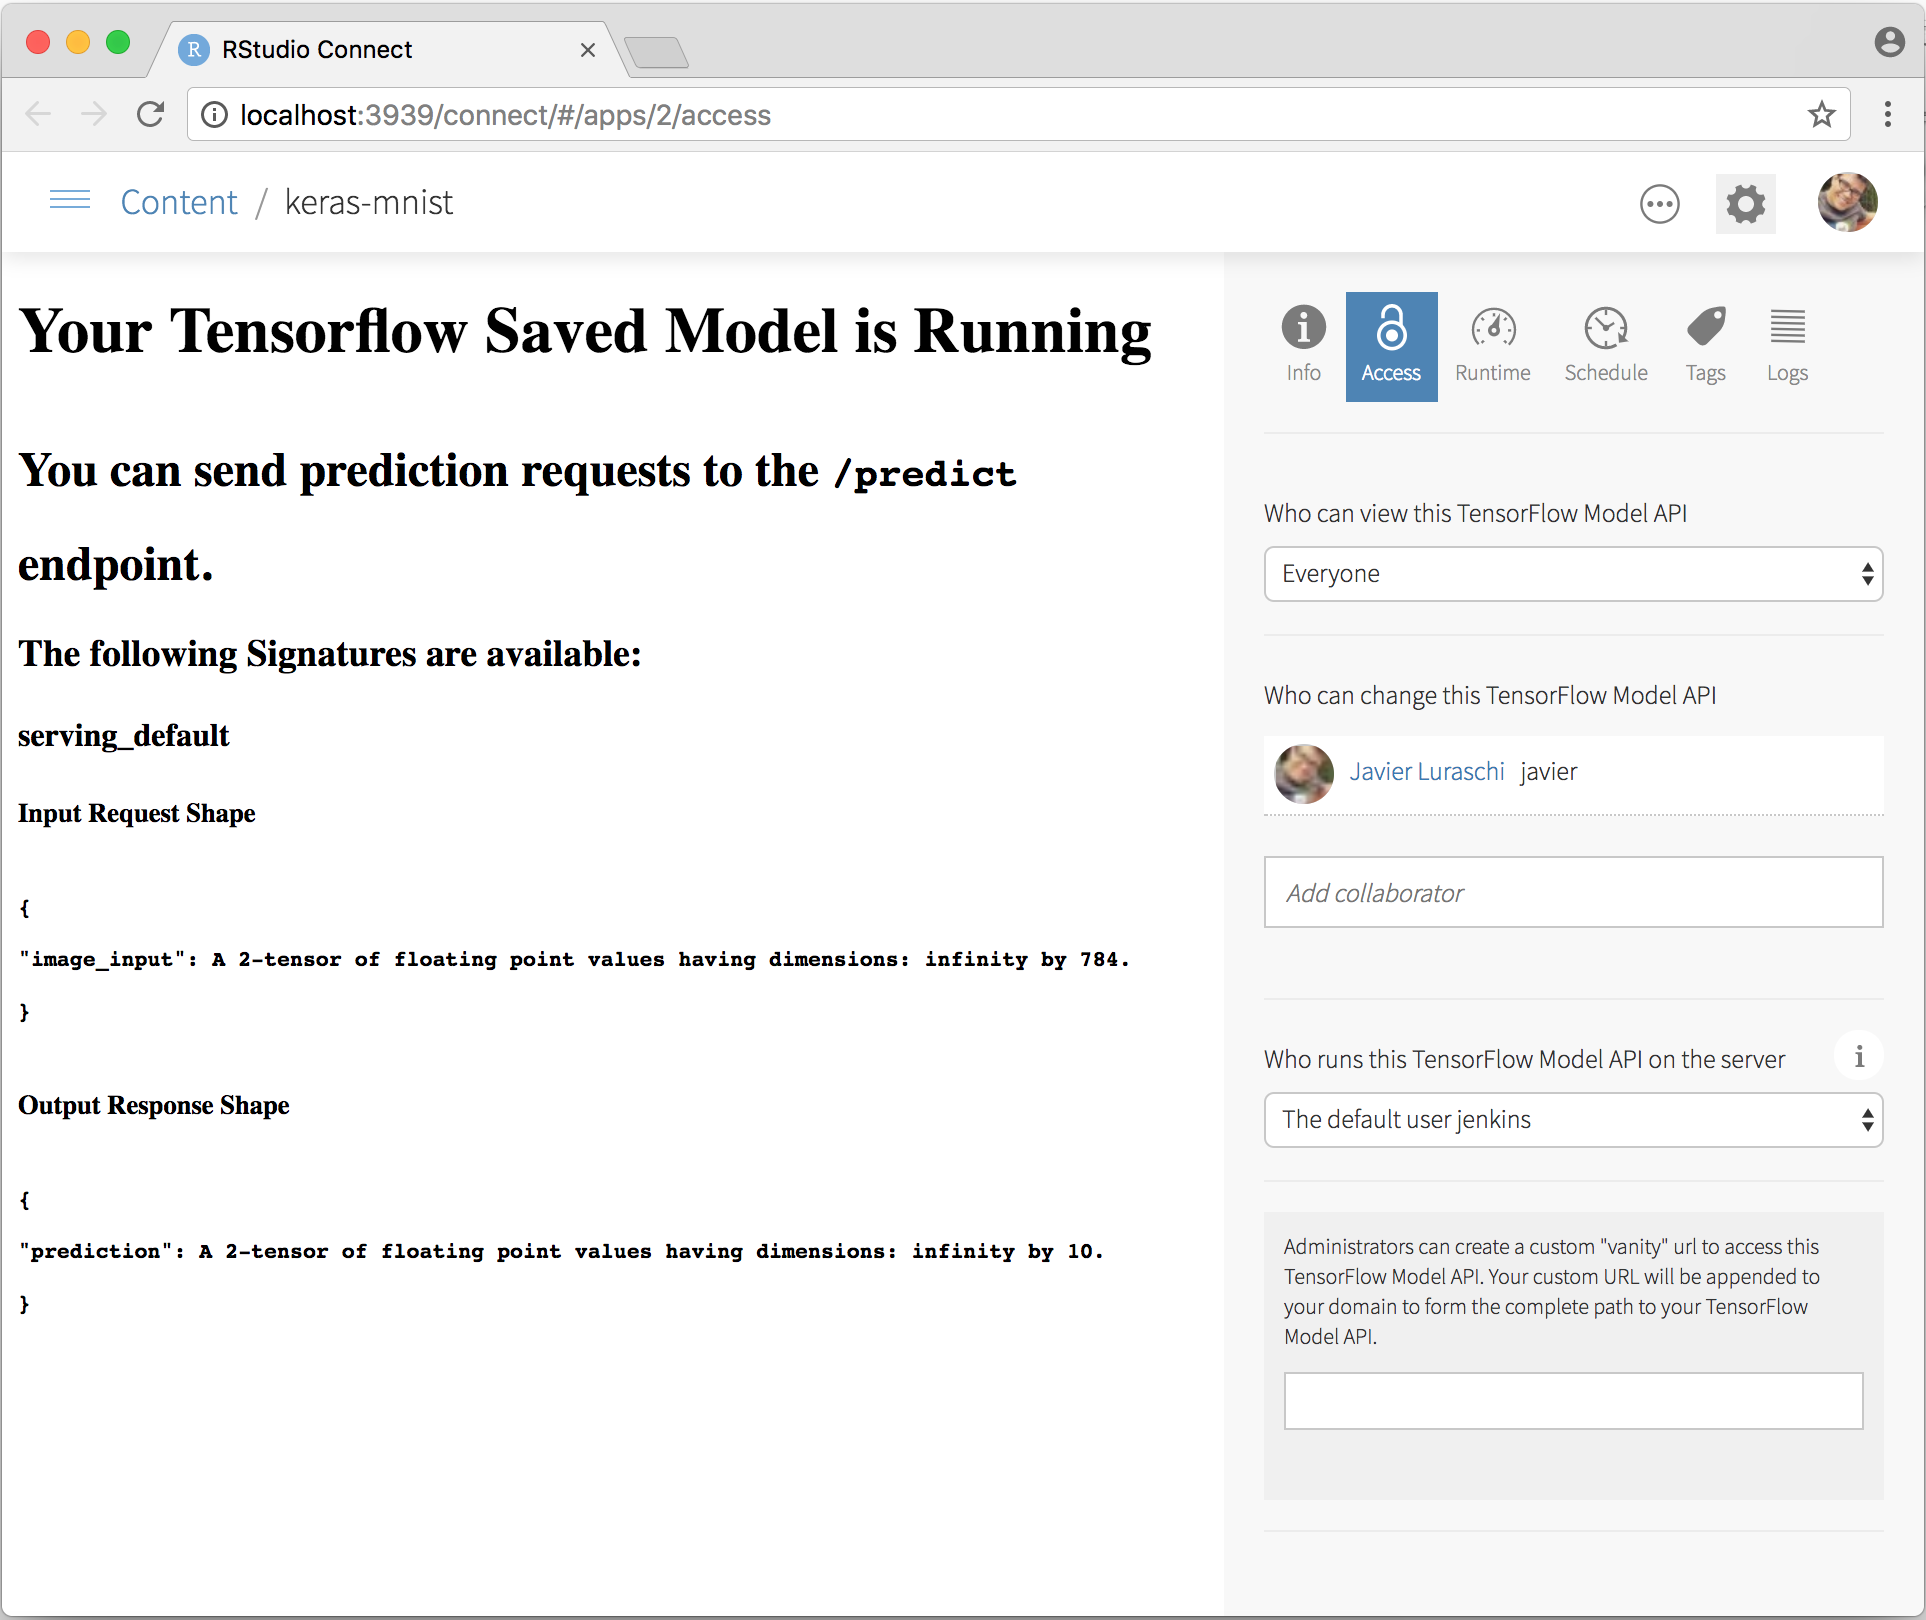 R RStudio Connect
localhost:3939/connect/#/apps/2/access
Content / keras-mnist
Your Tensorflow Saved Model is Running
You can send prediction requests to the /predict
endpoint.
The following Signatures are available:
serving_default
Input Request Shape
{
"image_input": A 2-tensor of floating point values having dimensions: infinity by 784.
}
Output Response Shape
{
"prediction": A 2-tensor of floating point values having dimensions: infinity by 10.
}
Info Access Runtime Schedule Tags Logs
Who can view this TensorFlow Model API
Everyone
Who can change this TensorFlow Model API
Javier Luraschi javier
Add collaborator
Who runs this TensorFlow Model API on the server
The default user jenkins
Administrators can create a custom "vanity" url to access this
TensorFlow Model API. Your custom URL will be appended to
your domain to form the complete path to your TensorFlow
Model API.